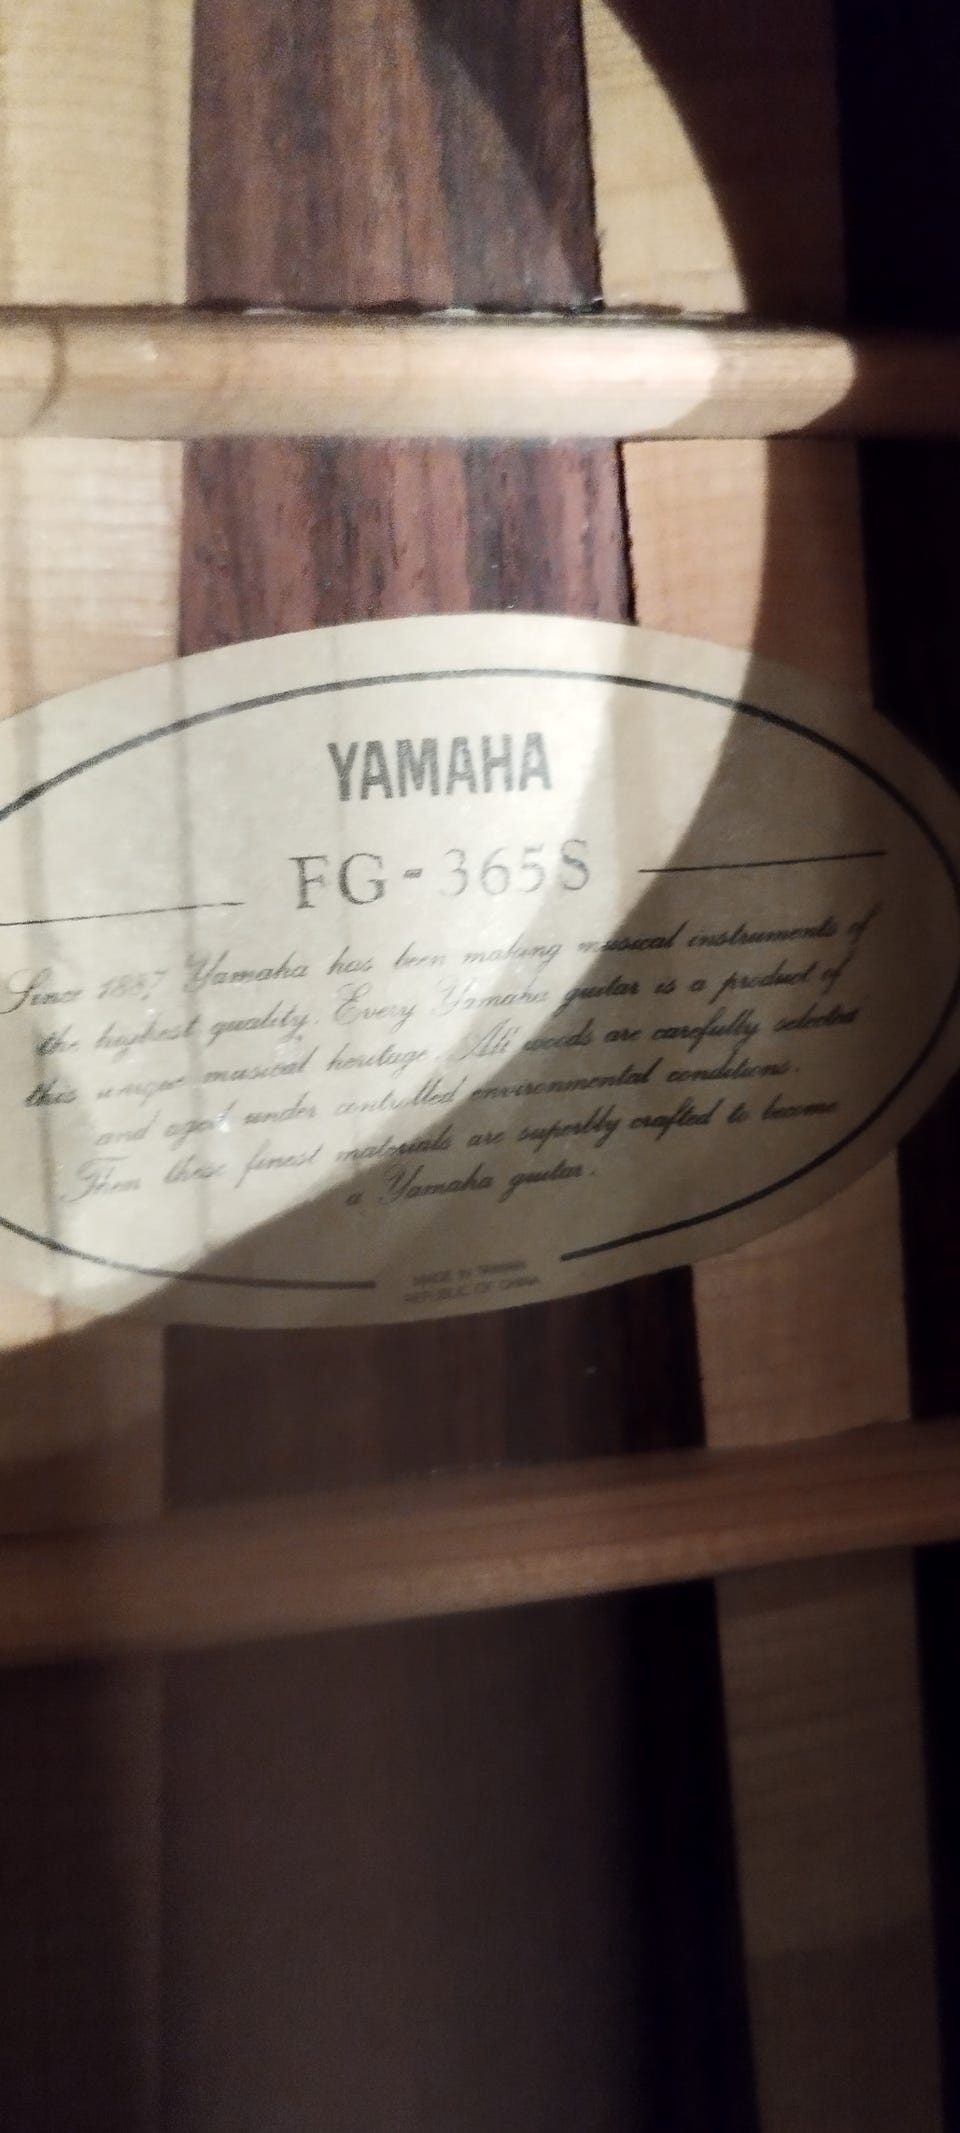 YAMAHA
FG-365S
Since 1887 Yamaha has been making musical instruments of
the highest quality. Every Yamaha guitar is a product of
this unique musical heritage. All woods are carefully selected
and aged under controlled environmental conditions.
Then these finest materials are superbly crafted to become
a Yamaha guitar.
MADE IN TAIWAN
REPUBLIC OF CHINA